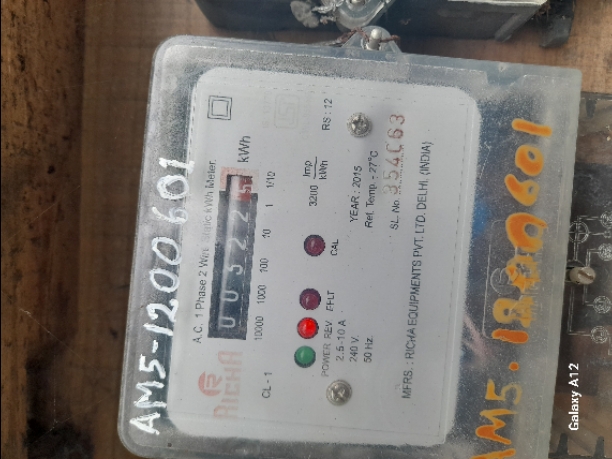 AM5-1200601
A.C. 1 Phase 2 Wire Static kWh Meter
RICHA
00322
kWh
10000 1000 100 10 1 1/10
CL - 1
3200 Imp/kWh
RS : 12
POWER REV. E/FLT CAL
2.5-10 A
240 V
50 Hz.
YEAR : 2015
Ref. Temp. - 27°C
SL. No.
MFRS. : RICHA EQUIPMENTS PVT. LTD. DELHI. (INDIA)
AM5.1200601
Galaxy A12